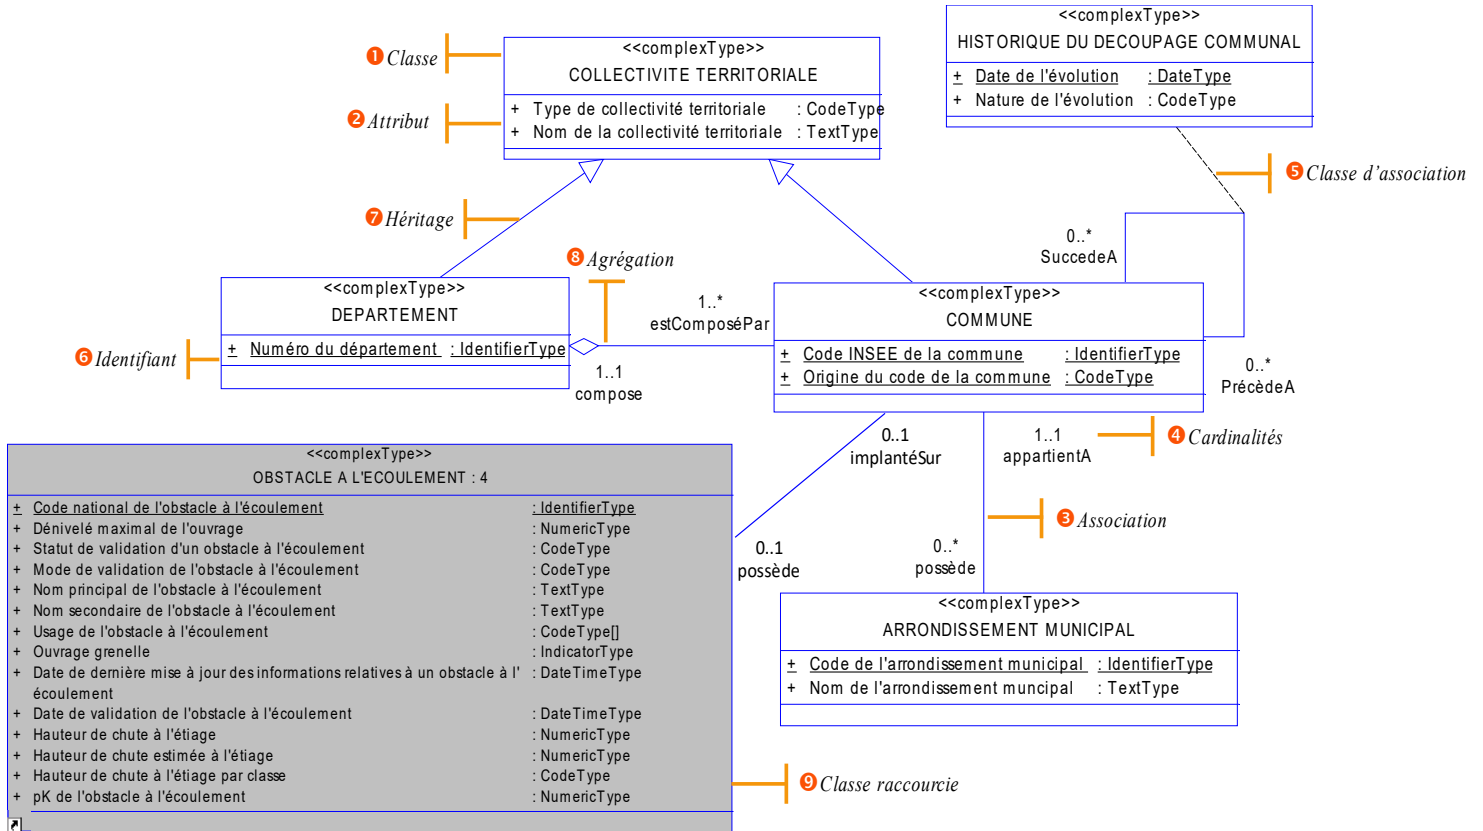 <<complexType>>
HISTORIQUE DU DECOUPAGE COMMUNAL
+ Date de l'évolution : DateType
+ Nature de l'évolution : CodeType
❶ Classe
<<complexType>>
COLLECTIVITE TERRITORIALE
+ Type de collectivité territoriale : CodeType
+ Nom de la collectivité territoriale : TextType
❷ Attribut
❺ Classe d'association
❼ Héritage
0..*
SuccedeA
❽ Agrégation
<<complexType>>
DEPARTEMENT
+ Numéro du département : IdentifierType
❻ Identifiant
1..*
estComposéPar
1..1
compose
<<complexType>>
COMMUNE
+ Code INSEE de la commune : IdentifierType
+ Origine du code de la commune : CodeType
0..*
PrécèdeA
0..1
implantéSur
1..1
appartientA
❹ Cardinalités
❸ Association
0..1
possède
0..*
possède
<<complexType>>
OBSTACLE A L'ECOULEMENT : 4
+ Code national de l'obstacle à l'écoulement : IdentifierType
+ Dénivelé maximal de l'ouvrage : NumericType
+ Statut de validation d'un obstacle à l'écoulement : CodeType
+ Mode de validation de l'obstacle à l'écoulement : CodeType
+ Nom principal de l'obstacle à l'écoulement : TextType
+ Nom secondaire de l'obstacle à l'écoulement : TextType
+ Usage de l'obstacle à l'écoulement : CodeType[]
+ Ouvrage grenelle : IndicatorType
+ Date de dernière mise à jour des informations relatives à un obstacle à l' : DateTimeType
écoulement
+ Date de validation de l'obstacle à l'écoulement : DateTimeType
+ Hauteur de chute à l'étiage : NumericType
+ Hauteur de chute estimée à l'étiage : NumericType
+ Hauteur de chute à l'étiage par classe : CodeType
+ pK de l'obstacle à l'écoulement : NumericType
<<complexType>>
ARRONDISSEMENT MUNICIPAL
+ Code de l'arrondissement municipal : IdentifierType
+ Nom de l'arrondissement muncipal : TextType
❾ Classe raccourcie